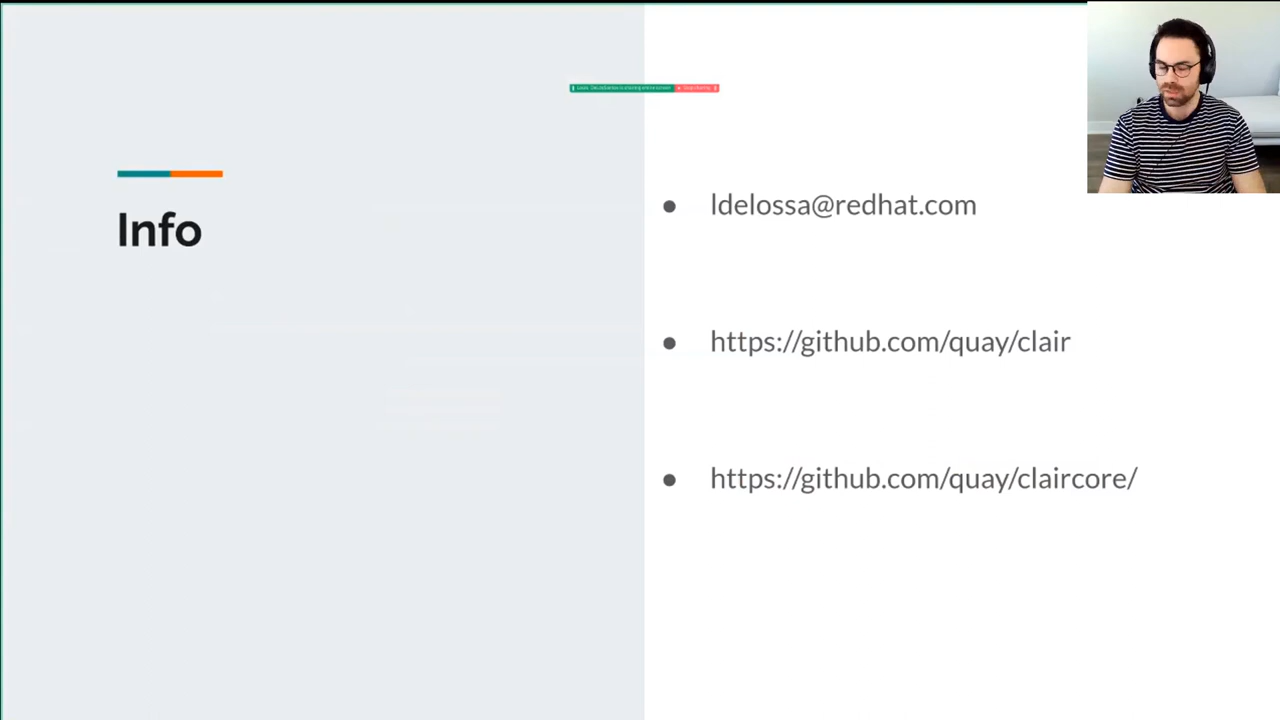 Info
ldelossa@redhat.com
https://github.com/quay/clair
https://github.com/quay/claircore/